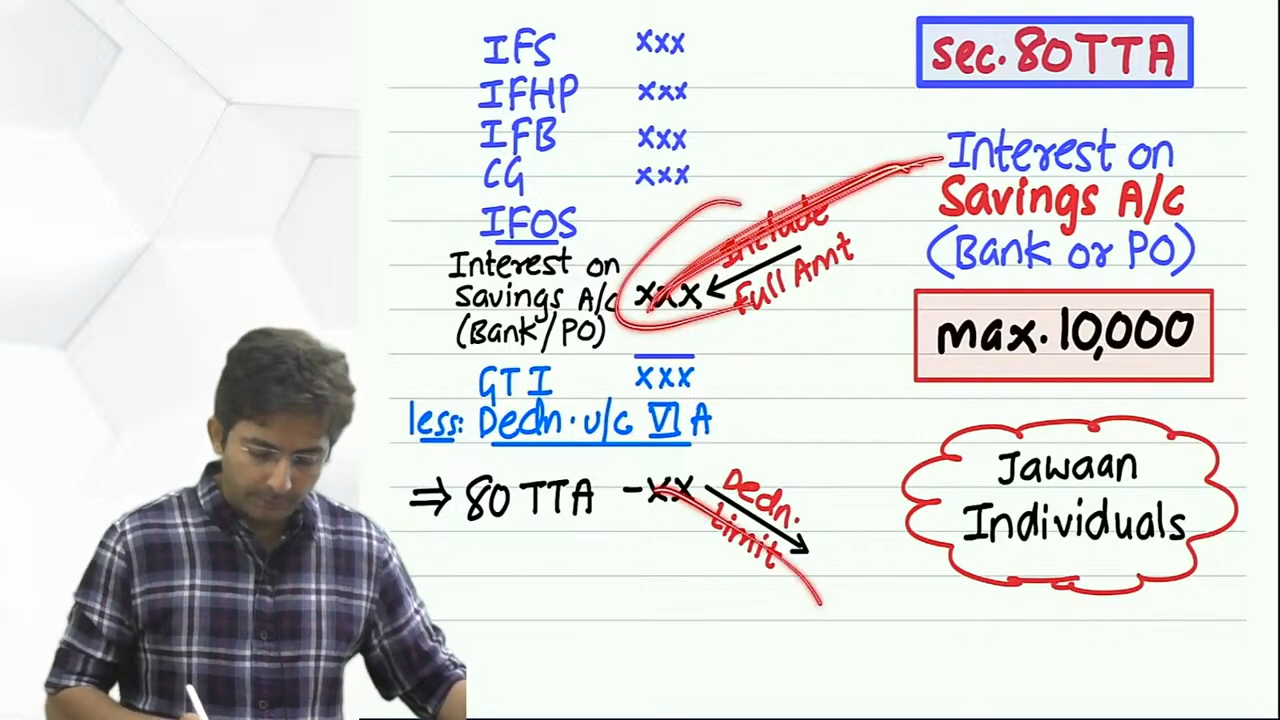 IFS xxx
IFHP xxx
IFB xxx
CG xxx
IFOS
Interest on
Savings A/c xxx
(Bank/PO)
Include
Full Amt
GTI xxx
less: Dedn. u/c VI A
⇒ 80 TTA -xx
Dedn.
Limit
sec. 80TTA
Interest on
Savings A/c
(Bank or PO)
max. 10,000
Jawaan
Individuals